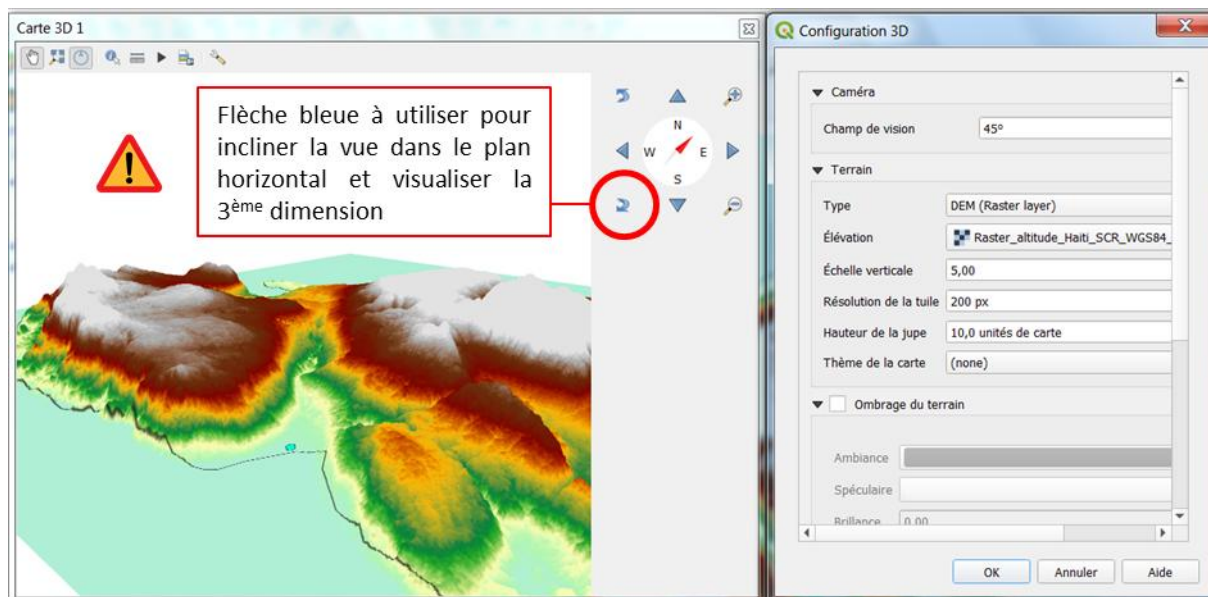 Carte 3D 1
Flèche bleue à utiliser pour
incliner la vue dans le plan
horizontal et visualiser la
3ème dimension
N
W
E
S
Configuration 3D
Caméra
Champ de vision 45°
Terrain
Type DEM (Raster layer)
Élévation Raster_altitude_Haiti_SCR_WGS84_
Échelle verticale 5,00
Résolution de la tuile 200 px
Hauteur de la jupe 10,0 unités de carte
Thème de la carte (none)
Ombrage du terrain
Ambiance
Spéculaire
Brillance 0,00
OK Annuler Aide